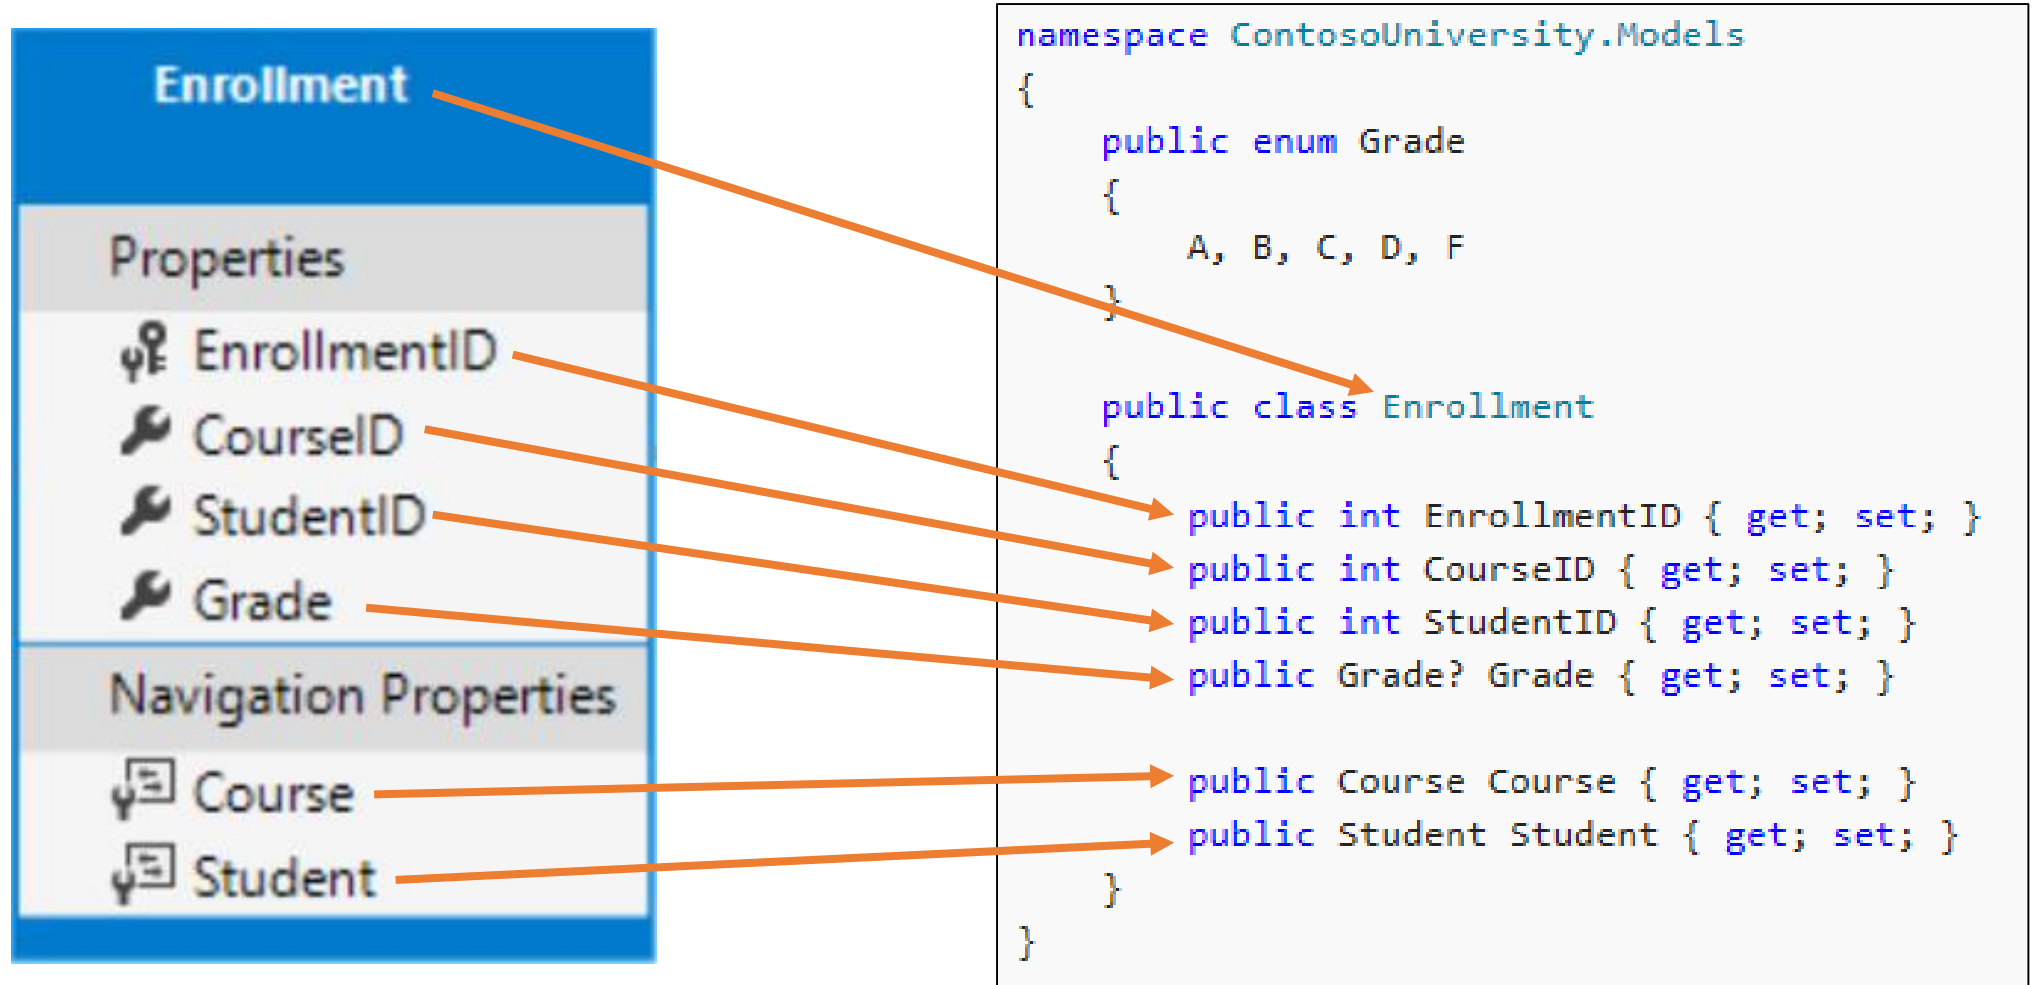 Enrollment
Properties
EnrollmentID
CourseID
StudentID
Grade
Navigation Properties
Course
Student
namespace ContosoUniversity.Models
{
    public enum Grade
    {
        A, B, C, D, F
    }
    public class Enrollment
    {
        public int EnrollmentID { get; set; }
        public int CourseID { get; set; }
        public int StudentID { get; set; }
        public Grade? Grade { get; set; }
        public Course Course { get; set; }
        public Student Student { get; set; }
    }
}